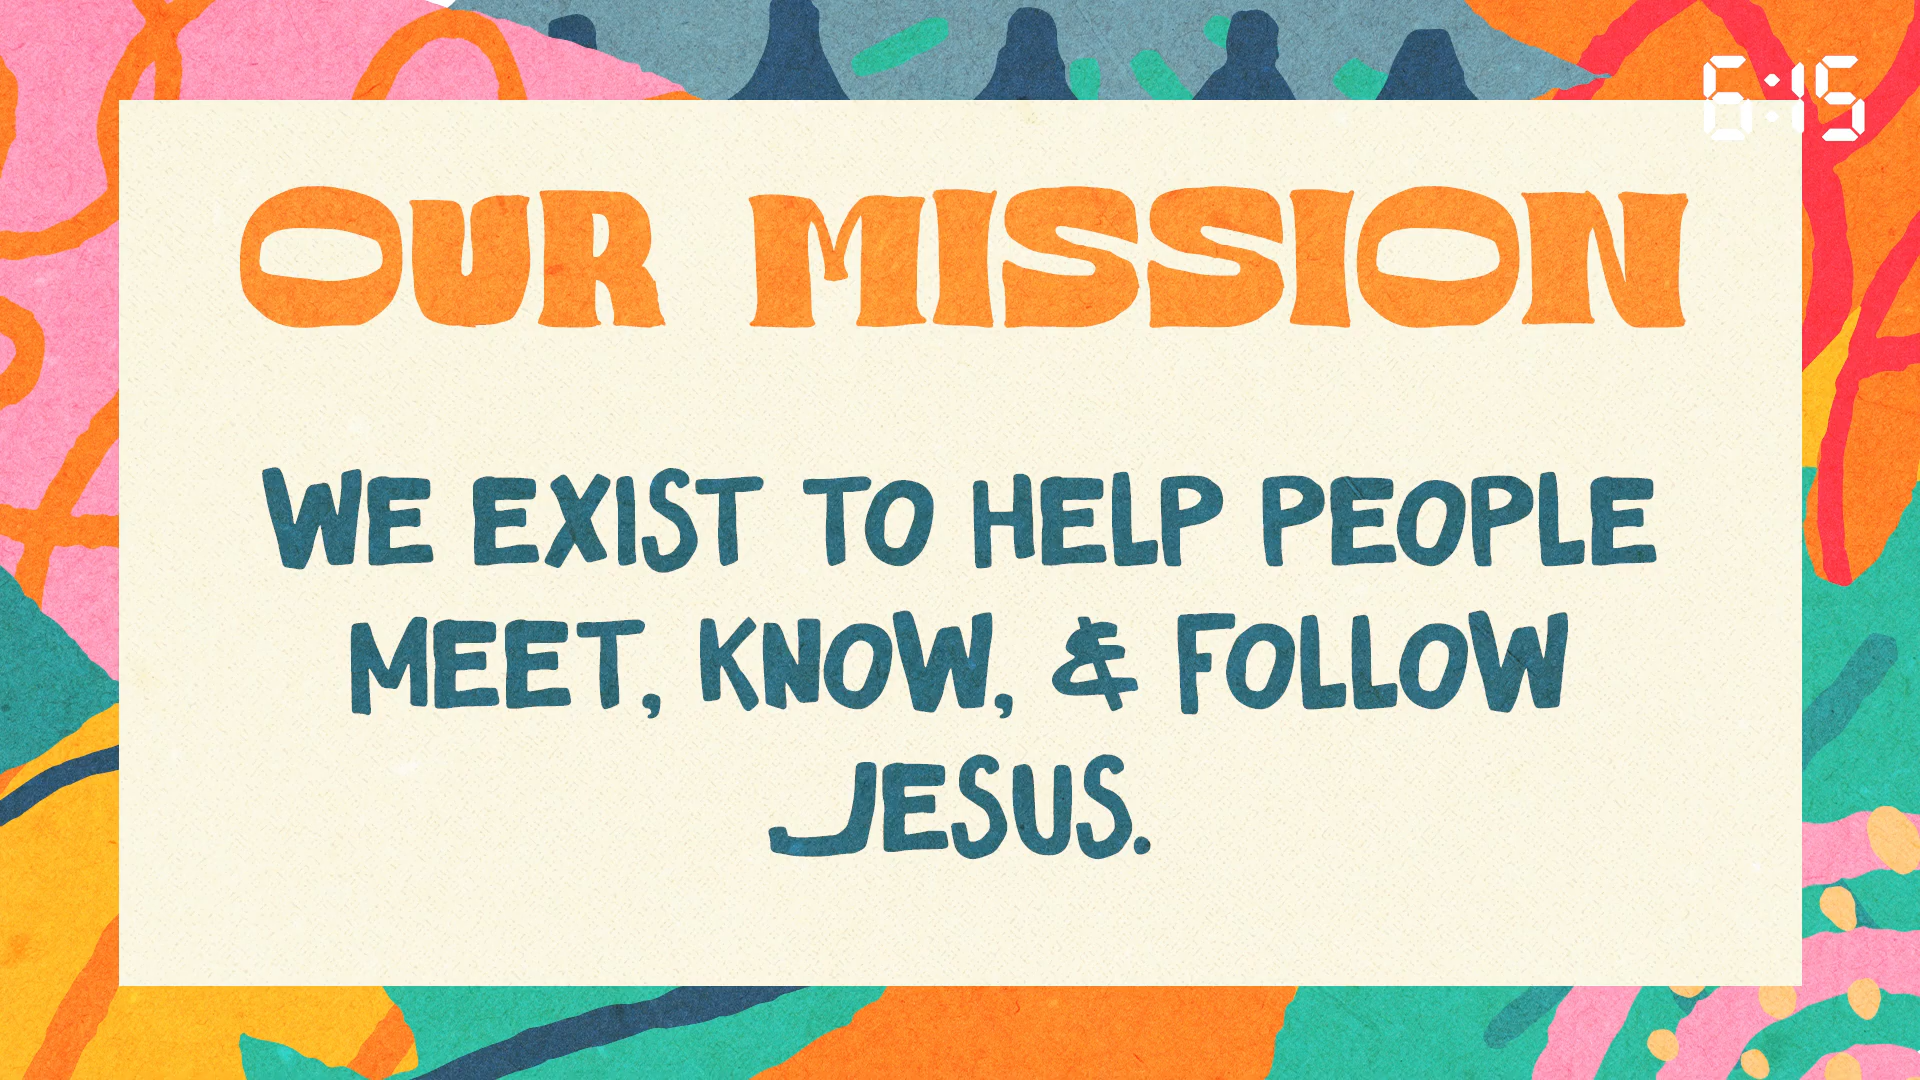 6:15
OUR MISSION
WE EXIST TO HELP PEOPLE
MEET, KNOW, & FOLLOW
JESUS.